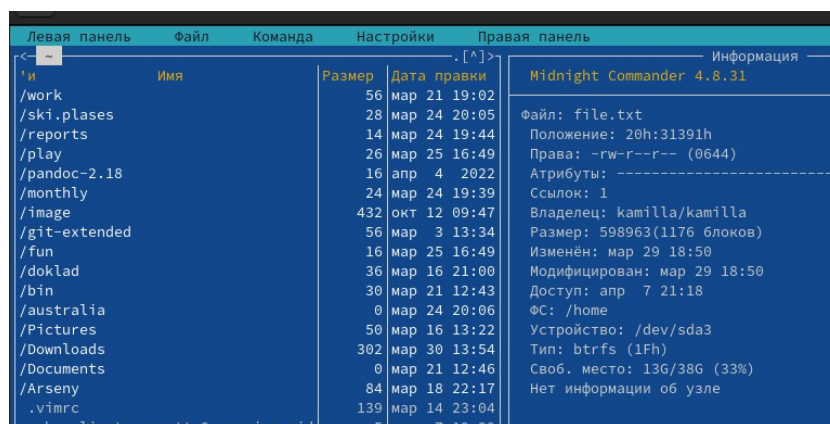 Левая панель Файл Команда Настройки Правая панель
<— ~ .[^]>
'и Имя Размер Дата правки
/work 56 мар 21 19:02
/ski.plases 28 мар 24 20:05
/reports 14 мар 24 19:44
/play 26 мар 25 16:49
/pandoc-2.18 16 апр 4 2022
/monthly 24 мар 24 19:39
/image 432 окт 12 09:47
/git-extended 56 мар 3 13:34
/fun 16 мар 25 16:49
/doklad 36 мар 16 21:00
/bin 30 мар 21 12:43
/australia 0 мар 24 20:06
/Pictures 50 мар 16 13:22
/Downloads 302 мар 30 13:54
/Documents 0 мар 21 12:46
/Arseny 84 мар 18 22:17
.vimrc 139 мар 14 23:04
Информация
Midnight Commander 4.8.31
Файл: file.txt
Положение: 20h:31391h
Права: -rw-r--r-- (0644)
Атрибуты: ----------------------
Ссылок: 1
Владелец: kamilla/kamilla
Размер: 598963(1176 блоков)
Изменён: мар 29 18:50
Модифицирован: мар 29 18:50
Доступ: апр 7 21:18
ФС: /home
Устройство: /dev/sda3
Тип: btrfs (1Fh)
Своб. место: 13G/38G (33%)
Нет информации об узле